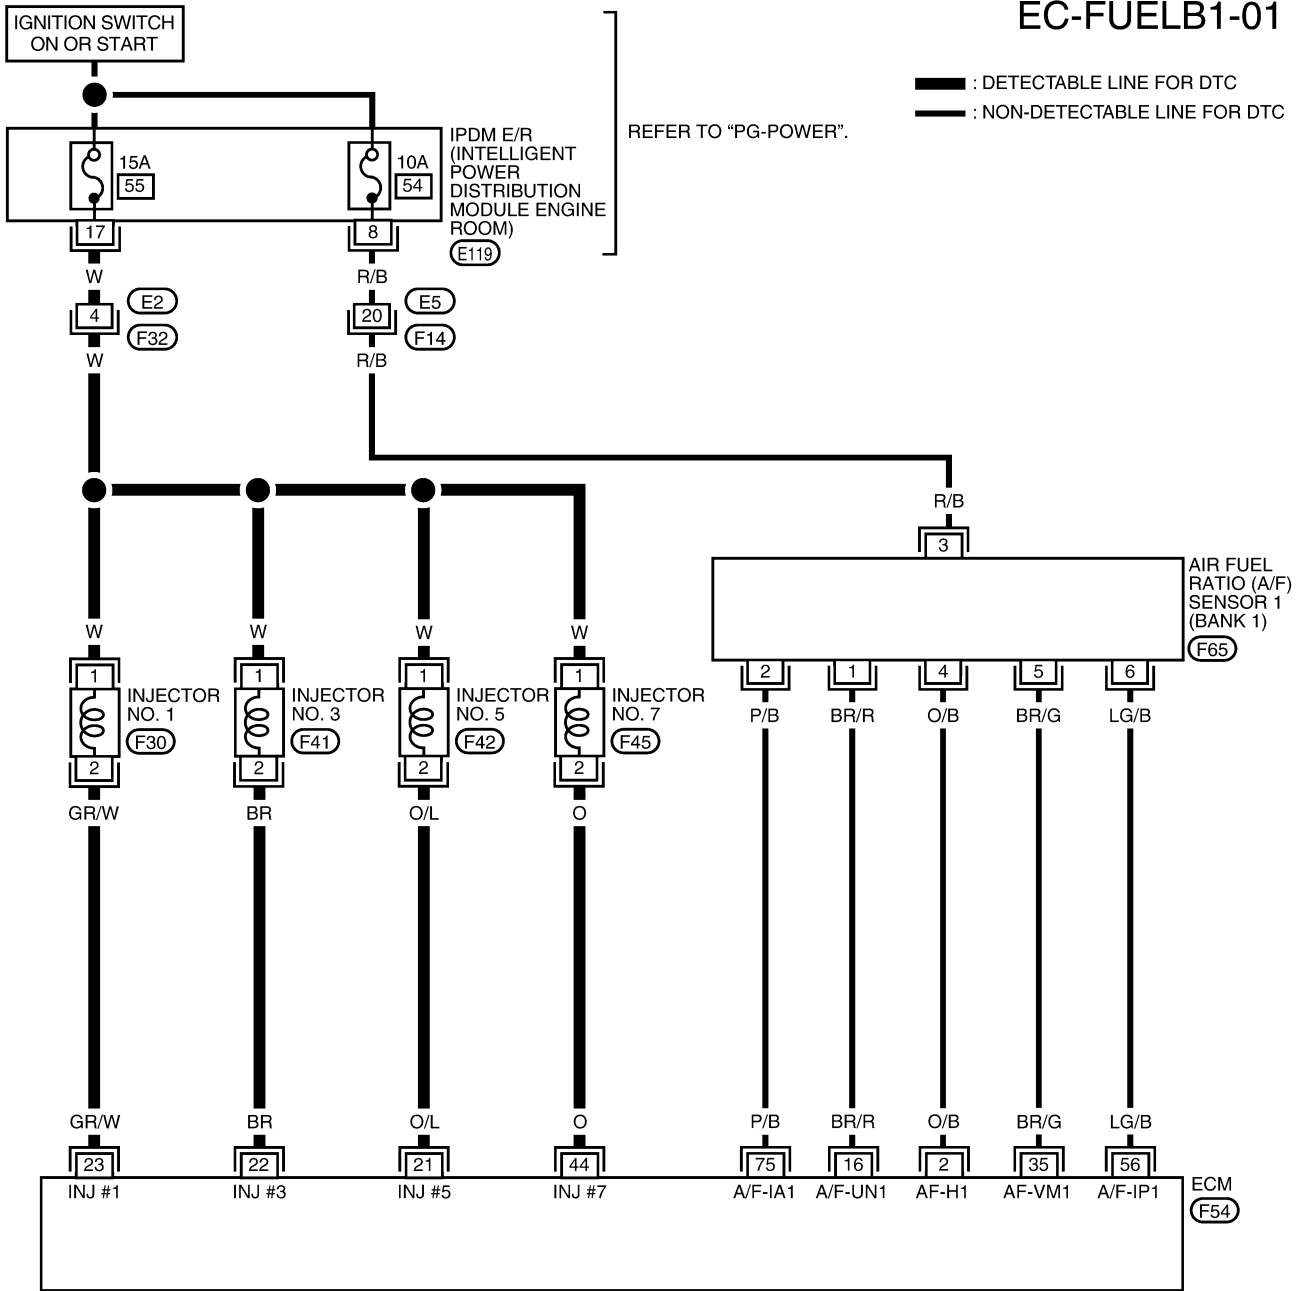 EC-FUELB1-01
IGNITION SWITCH
ON OR START
: DETECTABLE LINE FOR DTC
: NON-DETECTABLE LINE FOR DTC
REFER TO “PG-POWER”.
15A
55
10A
54
IPDM E/R
(INTELLIGENT
POWER
DISTRIBUTION
MODULE ENGINE
ROOM)
E119
17
8
W
R/B
4
E2
F32
20
E5
F14
W
R/B
R/B
3
AIR FUEL
RATIO (A/F)
SENSOR 1
(BANK 1)
F65
W
W
W
W
1
1
1
1
2
1
4
5
6
INJECTOR
NO. 1
F30
INJECTOR
NO. 3
F41
INJECTOR
NO. 5
F42
INJECTOR
NO. 7
F45
P/B
BR/R
O/B
BR/G
LG/B
2
2
2
2
GR/W
BR
O/L
O
GR/W
BR
O/L
O
P/B
BR/R
O/B
BR/G
LG/B
23
22
21
44
75
16
2
35
56
INJ #1
INJ #3
INJ #5
INJ #7
A/F-IA1
A/F-UN1
AF-H1
AF-VM1
A/F-IP1
ECM
F54